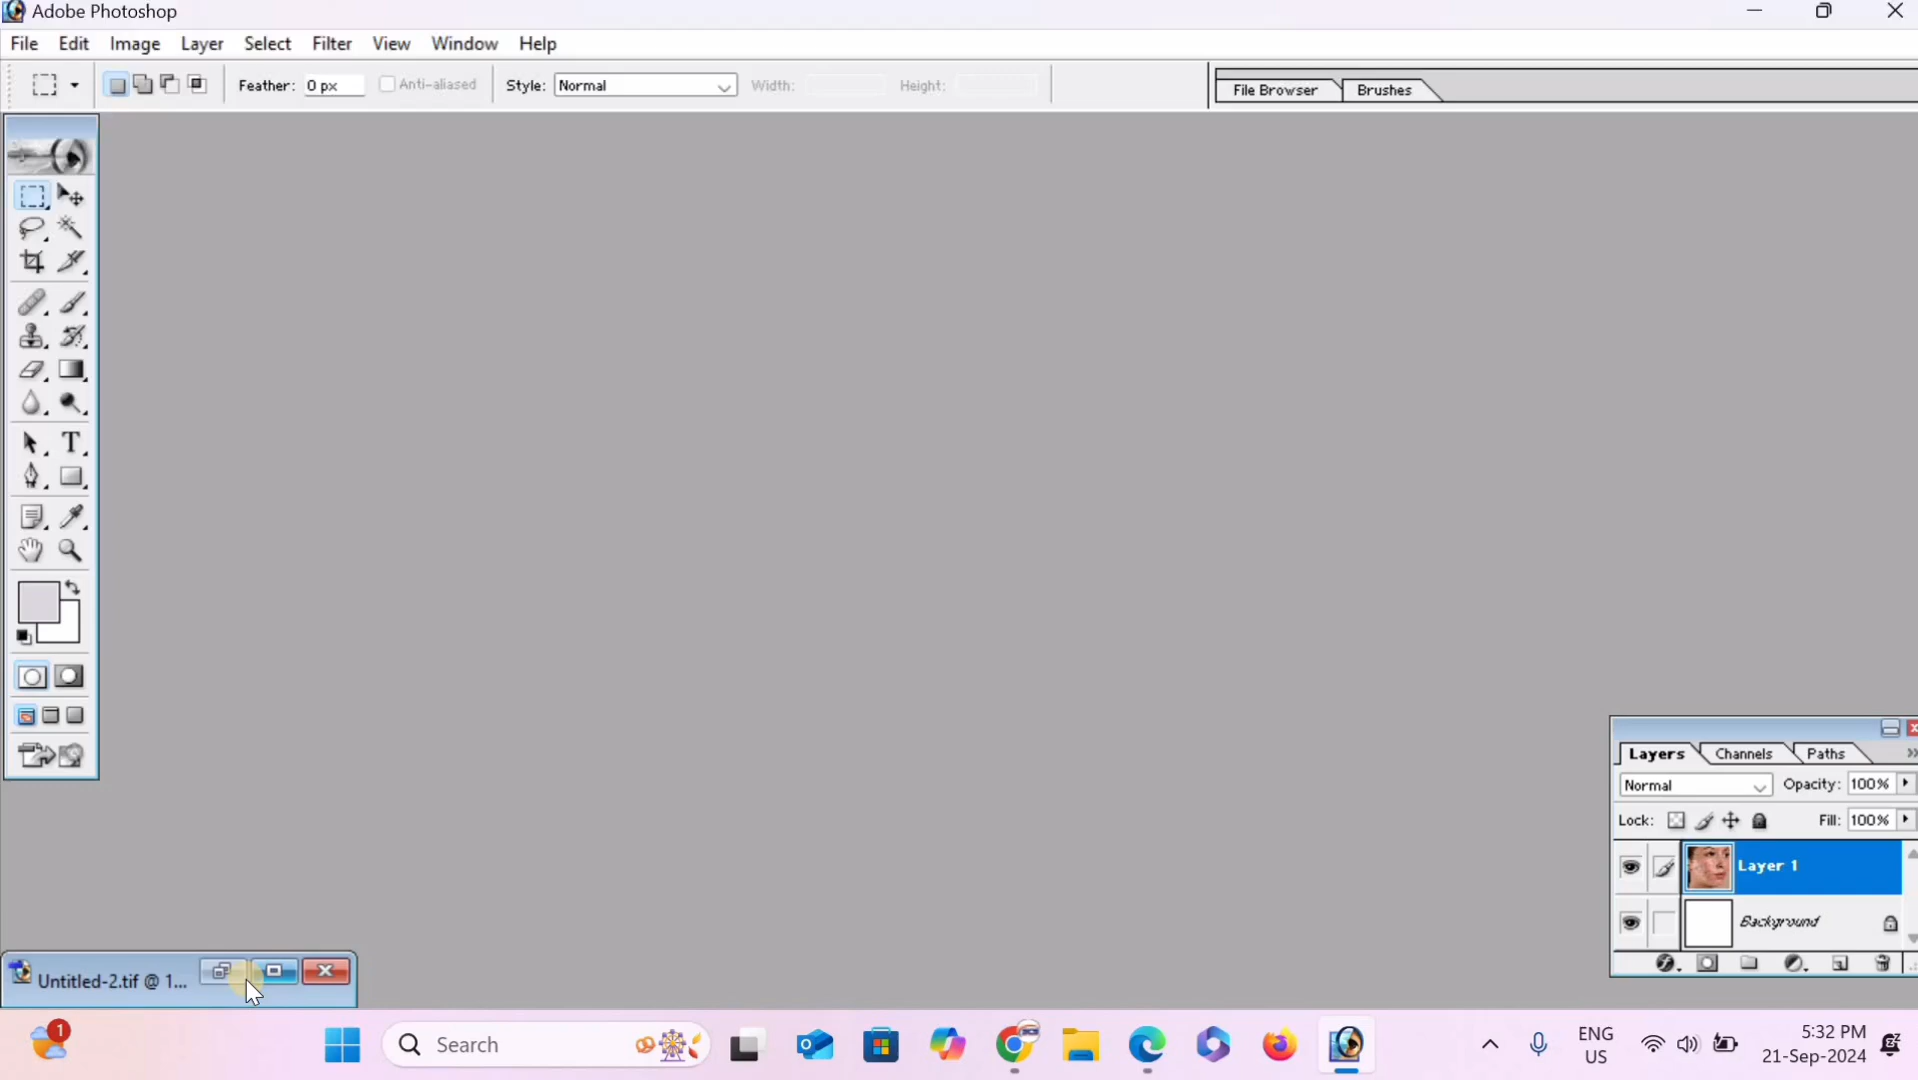 Adobe Photoshop
File Edit Image Layer Select Filter View Window Help
Feather: 0 px Anti-aliased Style: Normal Width: Height: File Browser Brushes
T
Layers Channels Paths
Normal Opacity: 100%
Lock: Fill: 100%
Layer 1
Background
Untitled-2.tif @ 1...
1 Search ENG 5:32 PM
US 21-Sep-2024